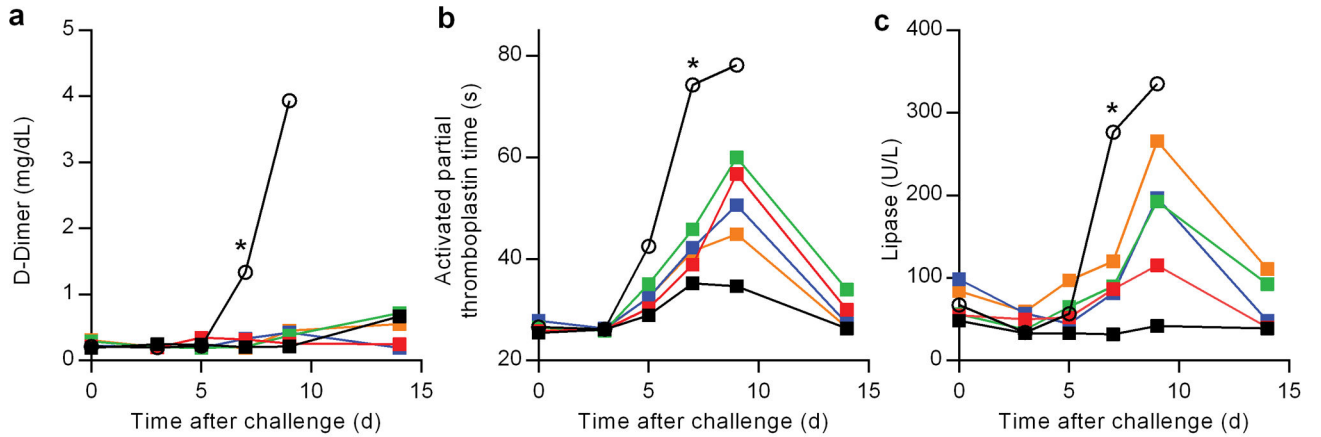 a
5
4
3
2
1
0
D-Dimer (mg/dL)
*
0 5 10 15
Time after challenge (d)
b
80
60
40
20
Activated partial
thromboplastin time (s)
*
0 5 10 15
Time after challenge (d)
c
400
300
200
100
0
Lipase (U/L)
*
0 5 10 15
Time after challenge (d)